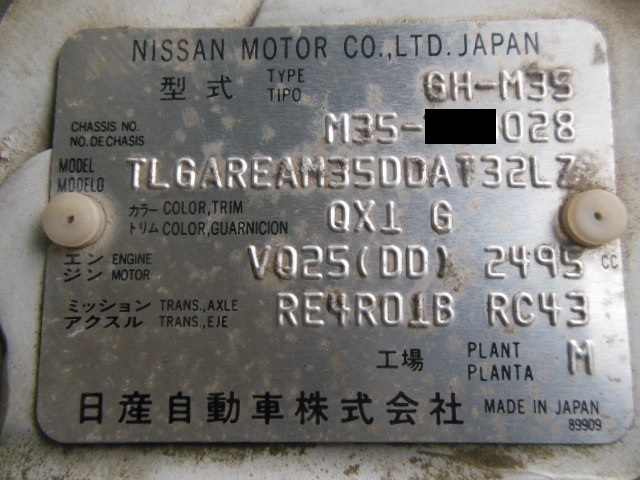 NISSAN MOTOR CO.,LTD. JAPAN
型式 TYPE TIPO GH-M35
CHASSIS NO. NO. DE CHASIS M35- 028
MODEL MODELO TLGAREAM35DDAT32LZ
カラー COLOR,TRIM トリム COLOR,GUARNICION QX1 G
エンジン ENGINE MOTOR VQ25(DD) 2495 CC
ミッション TRANS.,AXLE アクスル TRANS.,EJE RE4R01B RC43
工場 PLANT PLANTA M
日産自動車株式会社 MADE IN JAPAN
89909